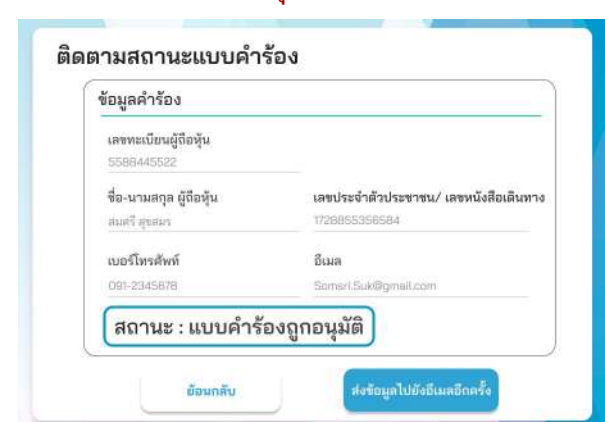 ติดตามสถานะแบบคำร้อง
ข้อมูลคำร้อง
เลขทะเบียนผู้ถือหุ้น
5588445522
ชื่อ-นามสกุล ผู้ถือหุ้น เลขประจำตัวประชาชน/ เลขหนังสือเดินทาง
สมศรี สุขสมร 1728855356584
เบอร์โทรศัพท์ อีเมล
091-2345678 Somsri.Suk@gmail.com
สถานะ : แบบคำร้องถูกอนุมัติ
ย้อนกลับ ส่งข้อมูลไปยังอีเมลอีกครั้ง